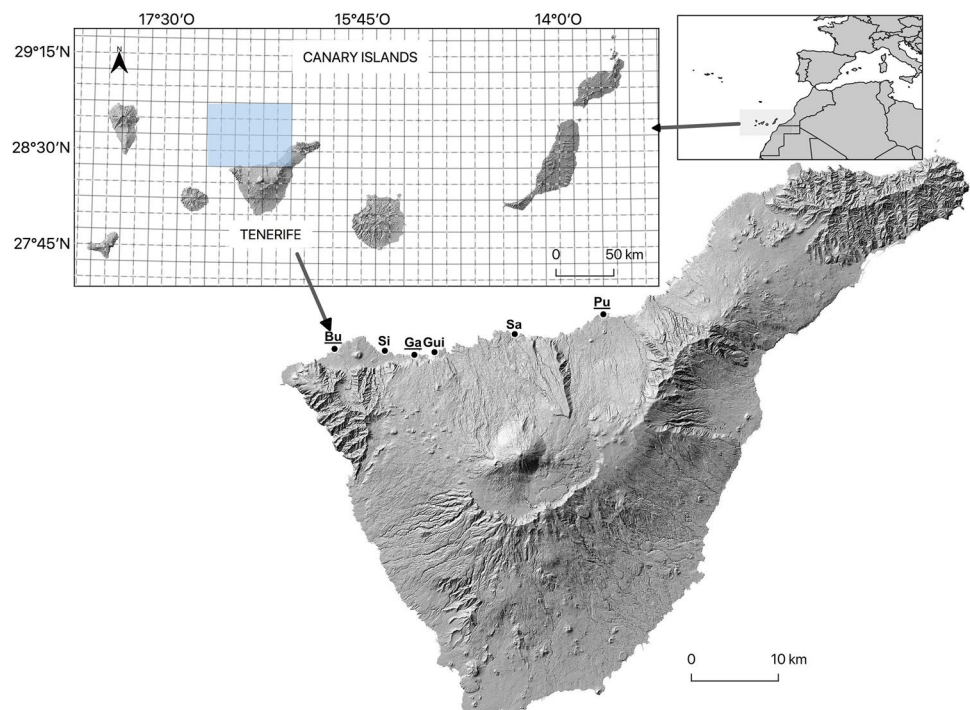 17°30′O 15°45′O 14°0′O
29°15′N
N
CANARY ISLANDS
28°30′N
27°45′N
TENERIFE
0 50 km
Bu Si Ga Gui Sa Pu
0 10 km